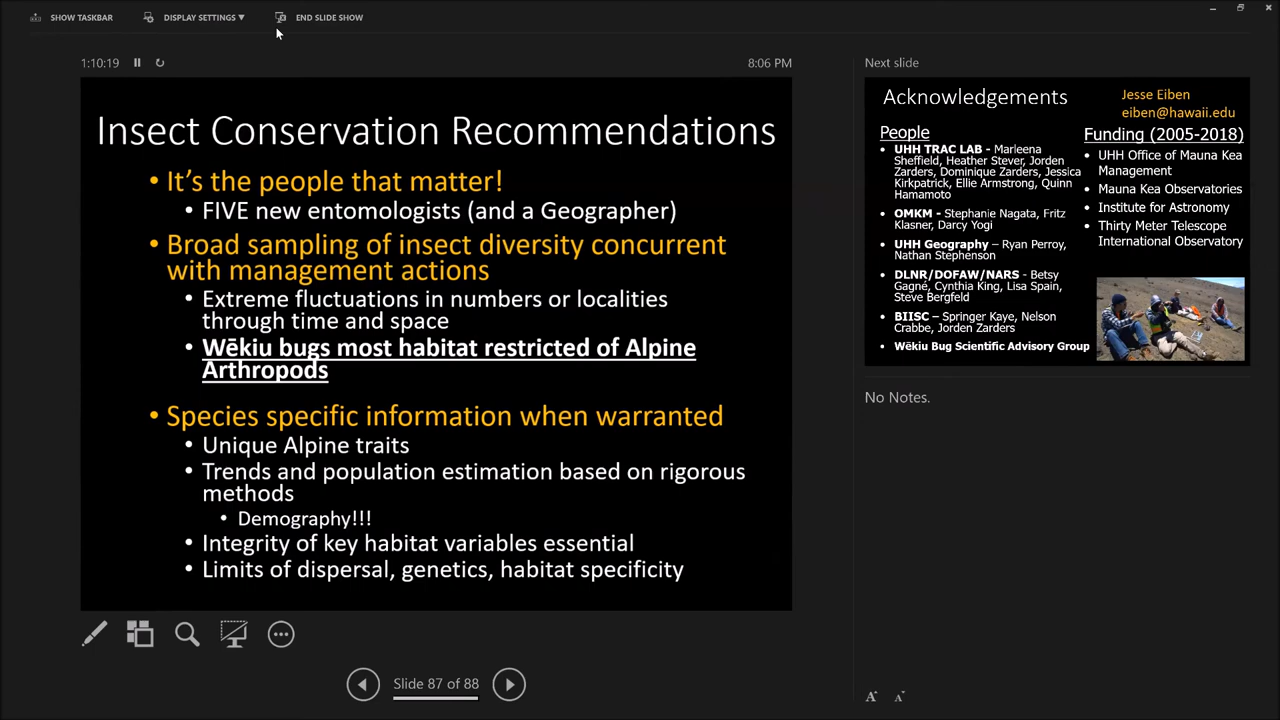 SHOW TASKBAR
DISPLAY SETTINGS ▼
END SLIDE SHOW
1:10:19
8:06 PM
Insect Conservation Recommendations
• It's the people that matter!
• FIVE new entomologists (and a Geographer)
• Broad sampling of insect diversity concurrent
with management actions
• Extreme fluctuations in numbers or localities
through time and space
• Wēkiu bugs most habitat restricted of Alpine
Arthropods
• Species specific information when warranted
• Unique Alpine traits
• Trends and population estimation based on rigorous
methods
• Demography!!!
• Integrity of key habitat variables essential
• Limits of dispersal, genetics, habitat specificity
Slide 87 of 88
Next slide
Acknowledgements
Jesse Eiben
eiben@hawaii.edu
People
• UHH TRAC LAB - Marleena
Sheffield, Heather Stever, Jorden
Zarders, Dominique Zarders, Jessica
Kirkpatrick, Ellie Armstrong, Quinn
Hamamoto
• OMKM - Stephanie Nagata, Fritz
Klasner, Darcy Yogi
• UHH Geography – Ryan Perroy,
Nathan Stephenson
• DLNR/DOFAW/NARS - Betsy
Gagné, Cynthia King, Lisa Spain,
Steve Bergfeld
• BIISC – Springer Kaye, Nelson
Crabbe, Jorden Zarders
• Wēkiu Bug Scientific Advisory Group
Funding (2005-2018)
• UHH Office of Mauna Kea
Management
• Mauna Kea Observatories
• Institute for Astronomy
• Thirty Meter Telescope
International Observatory
No Notes.
A A